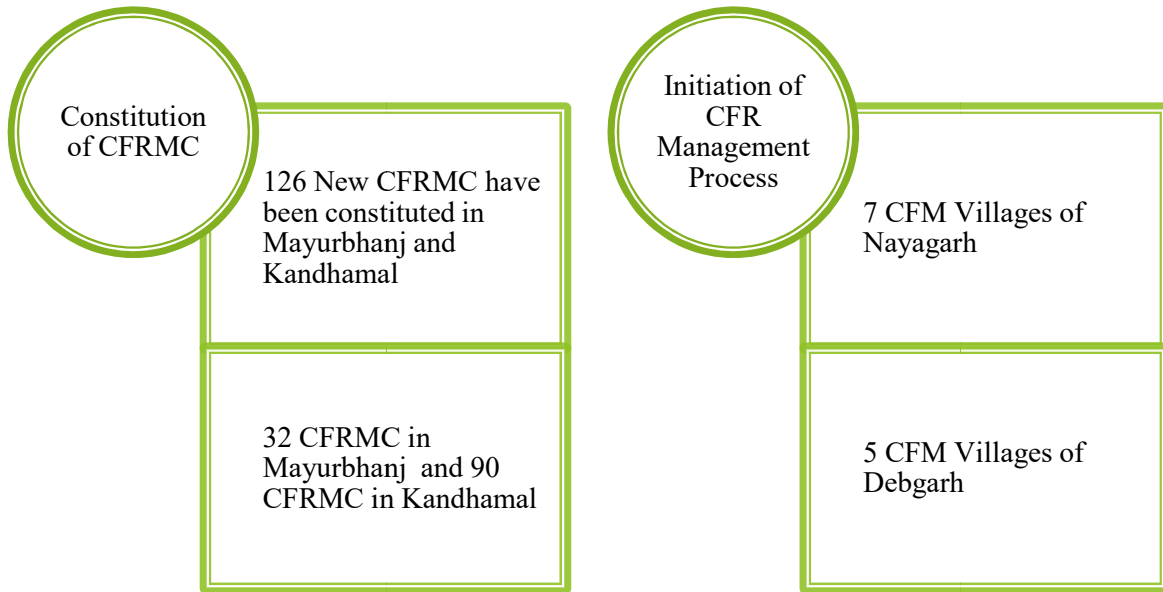 Constitution
of CFRMC
126 New CFRMC have
been constituted in
Mayurbhanj and
Kandhamal
32 CFRMC in
Mayurbhanj  and 90
CFRMC in Kandhamal
Initiation of
CFR
Management
Process
7 CFM Villages of
Nayagarh
5 CFM Villages of
Debgarh